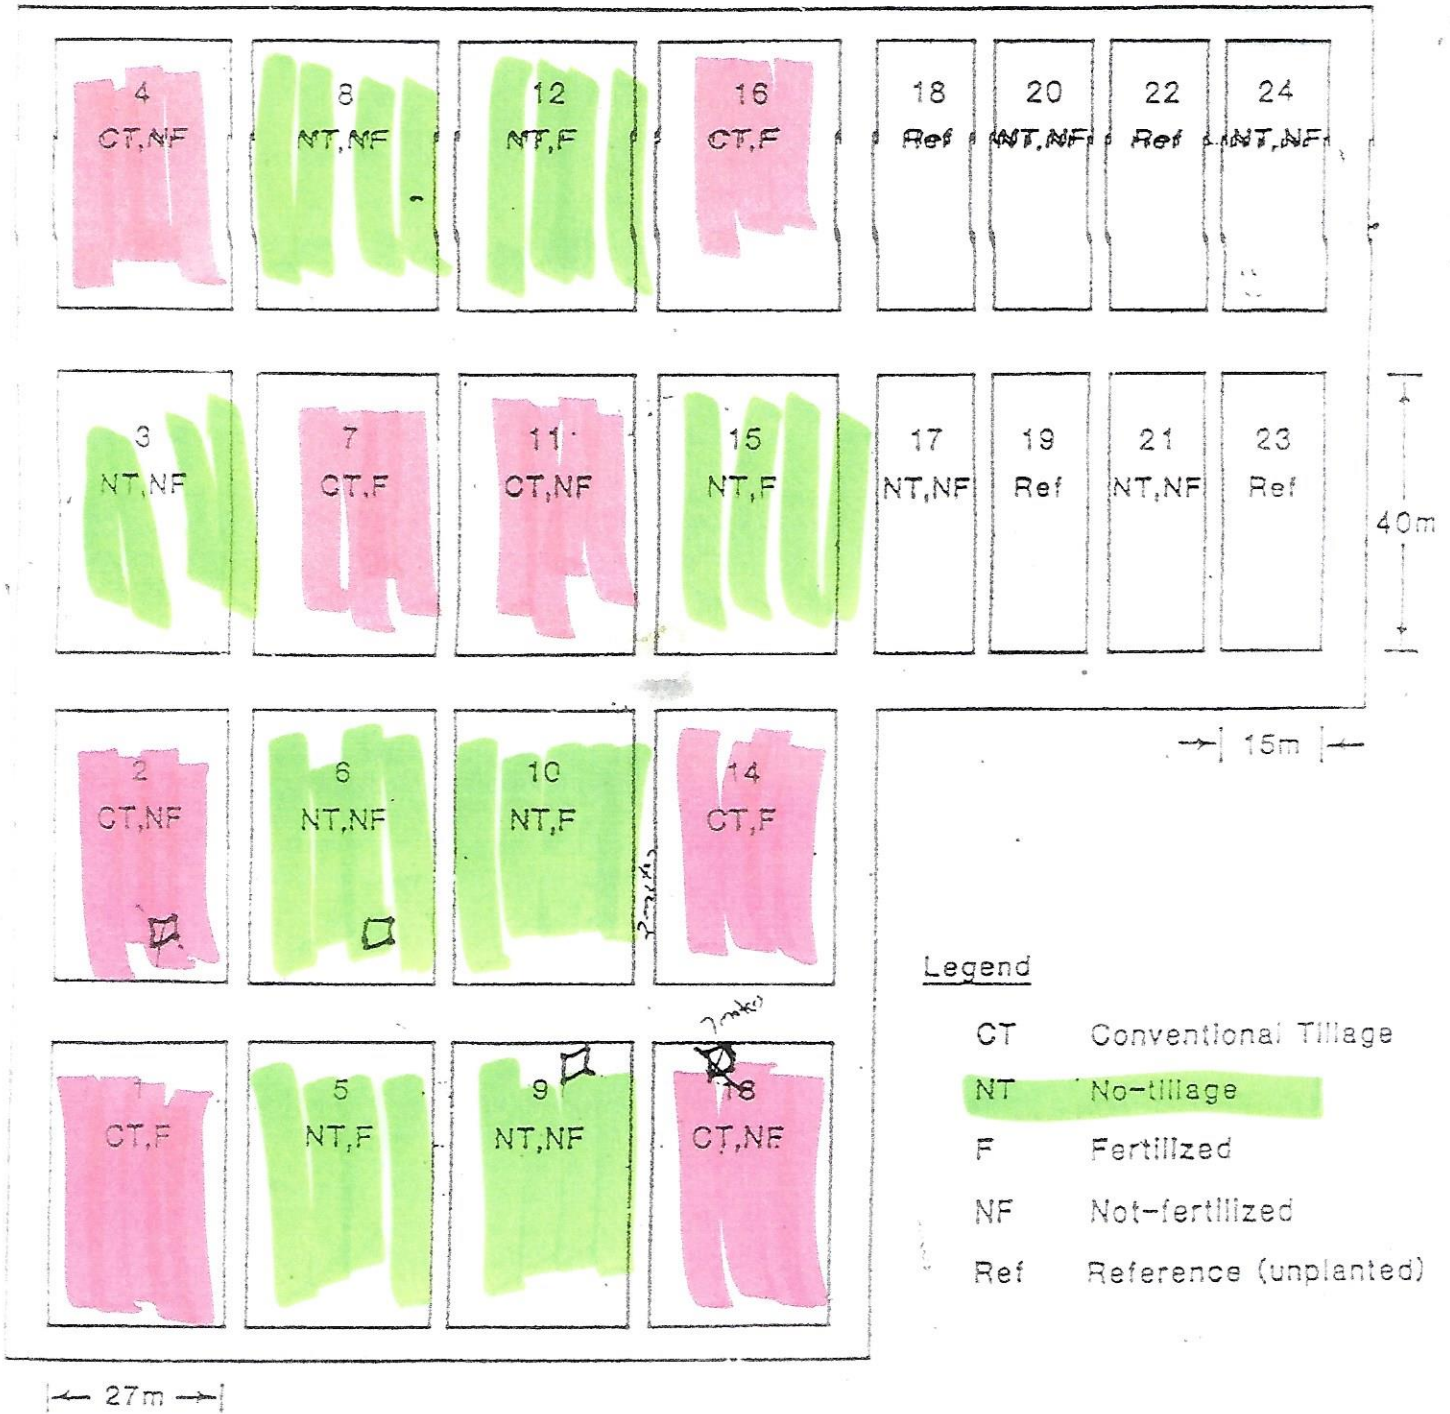 4 8 12 16 18 20 22 24
CT,NF NT,NF NT,F CT,F Ref NT,NF Ref NT,NF
3 7 11 15 17 19 21 23
NT,NF CT,F CT,NF NT,F NT,NF Ref NT,NF Ref
40m
15m
2 6 10 14
CT,NF NT,NF NT,F CT,F
1 5 9 13
CT,F NT,F NT,NF CT,NF
27m
Legend
CT Conventional Tillage
NT No-tillage
F Fertilized
NF Not-fertilized
Ref Reference (unplanted)